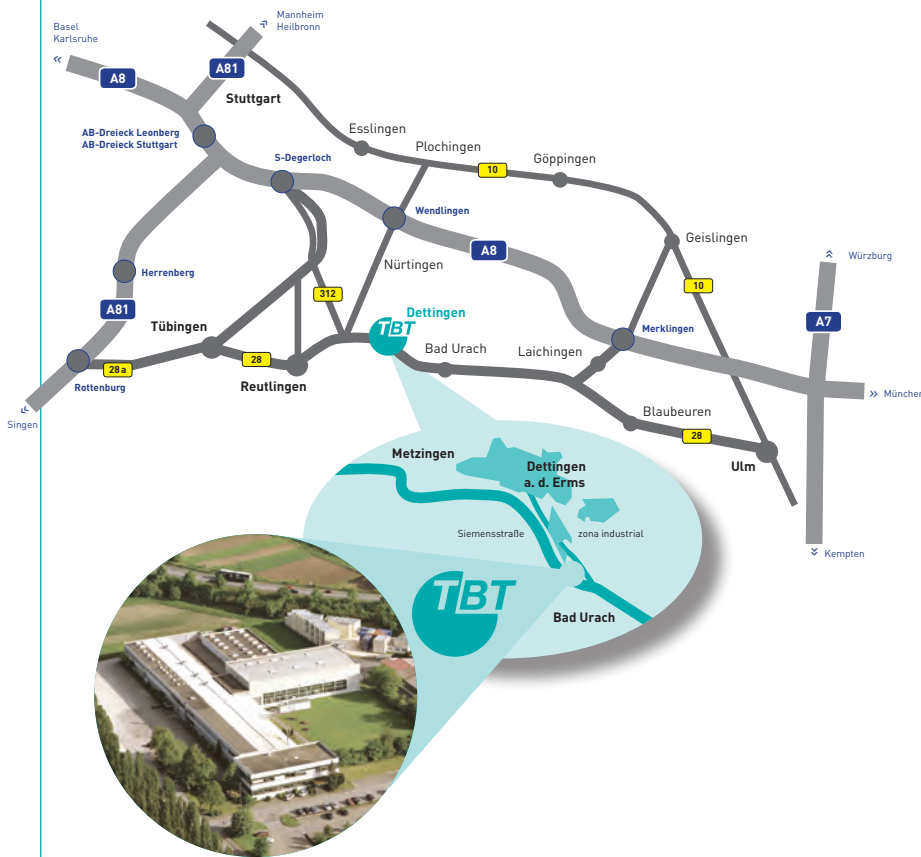 Mannheim
Heilbronn
Basel
Karlsruhe
A8
A81
Stuttgart
AB-Dreieck Leonberg
AB-Dreieck Stuttgart
Esslingen
Plochingen
S-Degerloch
10
Göppingen
Wendlingen
Geislingen
A8
Würzburg
Nürtingen
Herrenberg
10
312
A81
Dettingen
TBT
A7
Tübingen
Merklingen
Bad Urach
Laichingen
28
28a
Reutlingen
Rottenburg
München
Singen
Blaubeuren
28
Ulm
Metzingen
Dettingen
a. d. Erms
Siemensstraße
zona industrial
Kempten
TBT
Bad Urach